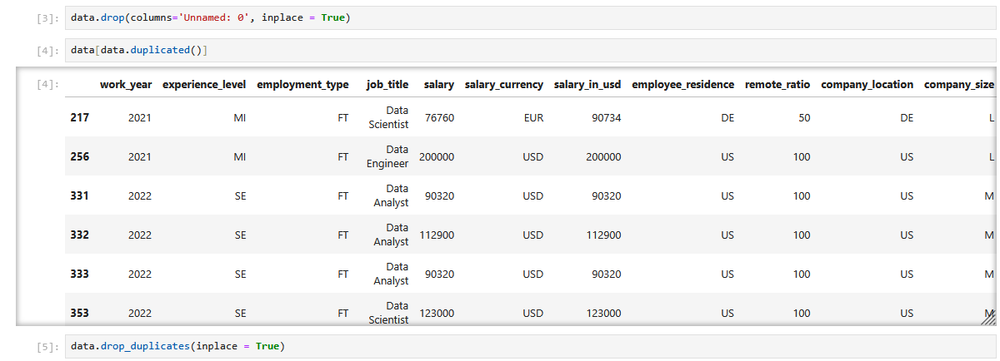 [3]: data.drop(columns='Unnamed: 0', inplace = True)
[4]: data[data.duplicated()]
[4]: work_year experience_level employment_type job_title salary salary_currency salary_in_usd employee_residence remote_ratio company_location company_size
217 2021 MI FT Data Scientist 76760 EUR 90734 DE 50 DE L
256 2021 MI FT Data Engineer 200000 USD 200000 US 100 US L
331 2022 SE FT Data Analyst 90320 USD 90320 US 100 US M
332 2022 SE FT Data Analyst 112900 USD 112900 US 100 US M
333 2022 SE FT Data Analyst 90320 USD 90320 US 100 US M
353 2022 SE FT Data Scientist 123000 USD 123000 US 100 US M
[5]: data.drop_duplicates(inplace = True)